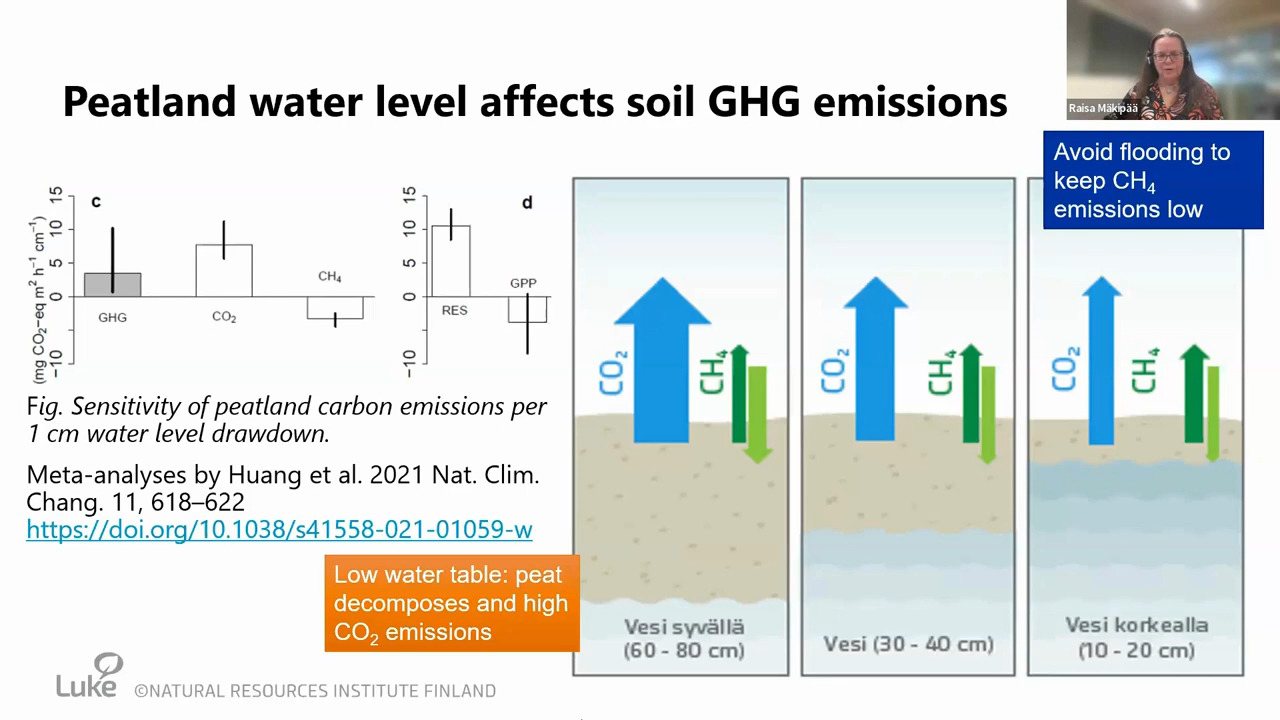 Peatland water level affects soil GHG emissions
Raisa Mäkipää
Avoid flooding to
keep CH₄
emissions low
(mg CO₂−eq m² h⁻¹ cm⁻¹)
15
10
5
0
−10
c
GHG
CO₂
CH₄
15
10
5
0
−10
d
RES
GPP
Fig. Sensitivity of peatland carbon emissions per
1 cm water level drawdown.
Meta-analyses by Huang et al. 2021 Nat. Clim.
Chang. 11, 618–622
https://doi.org/10.1038/s41558-021-01059-w
Low water table: peat
decomposes and high
CO₂ emissions
CO₂
CH₄
Vesi syvällä
(60 - 80 cm)
CO₂
CH₄
Vesi (30 - 40 cm)
CO₂
CH₄
Vesi korkealla
(10 - 20 cm)
Luke
©NATURAL RESOURCES INSTITUTE FINLAND